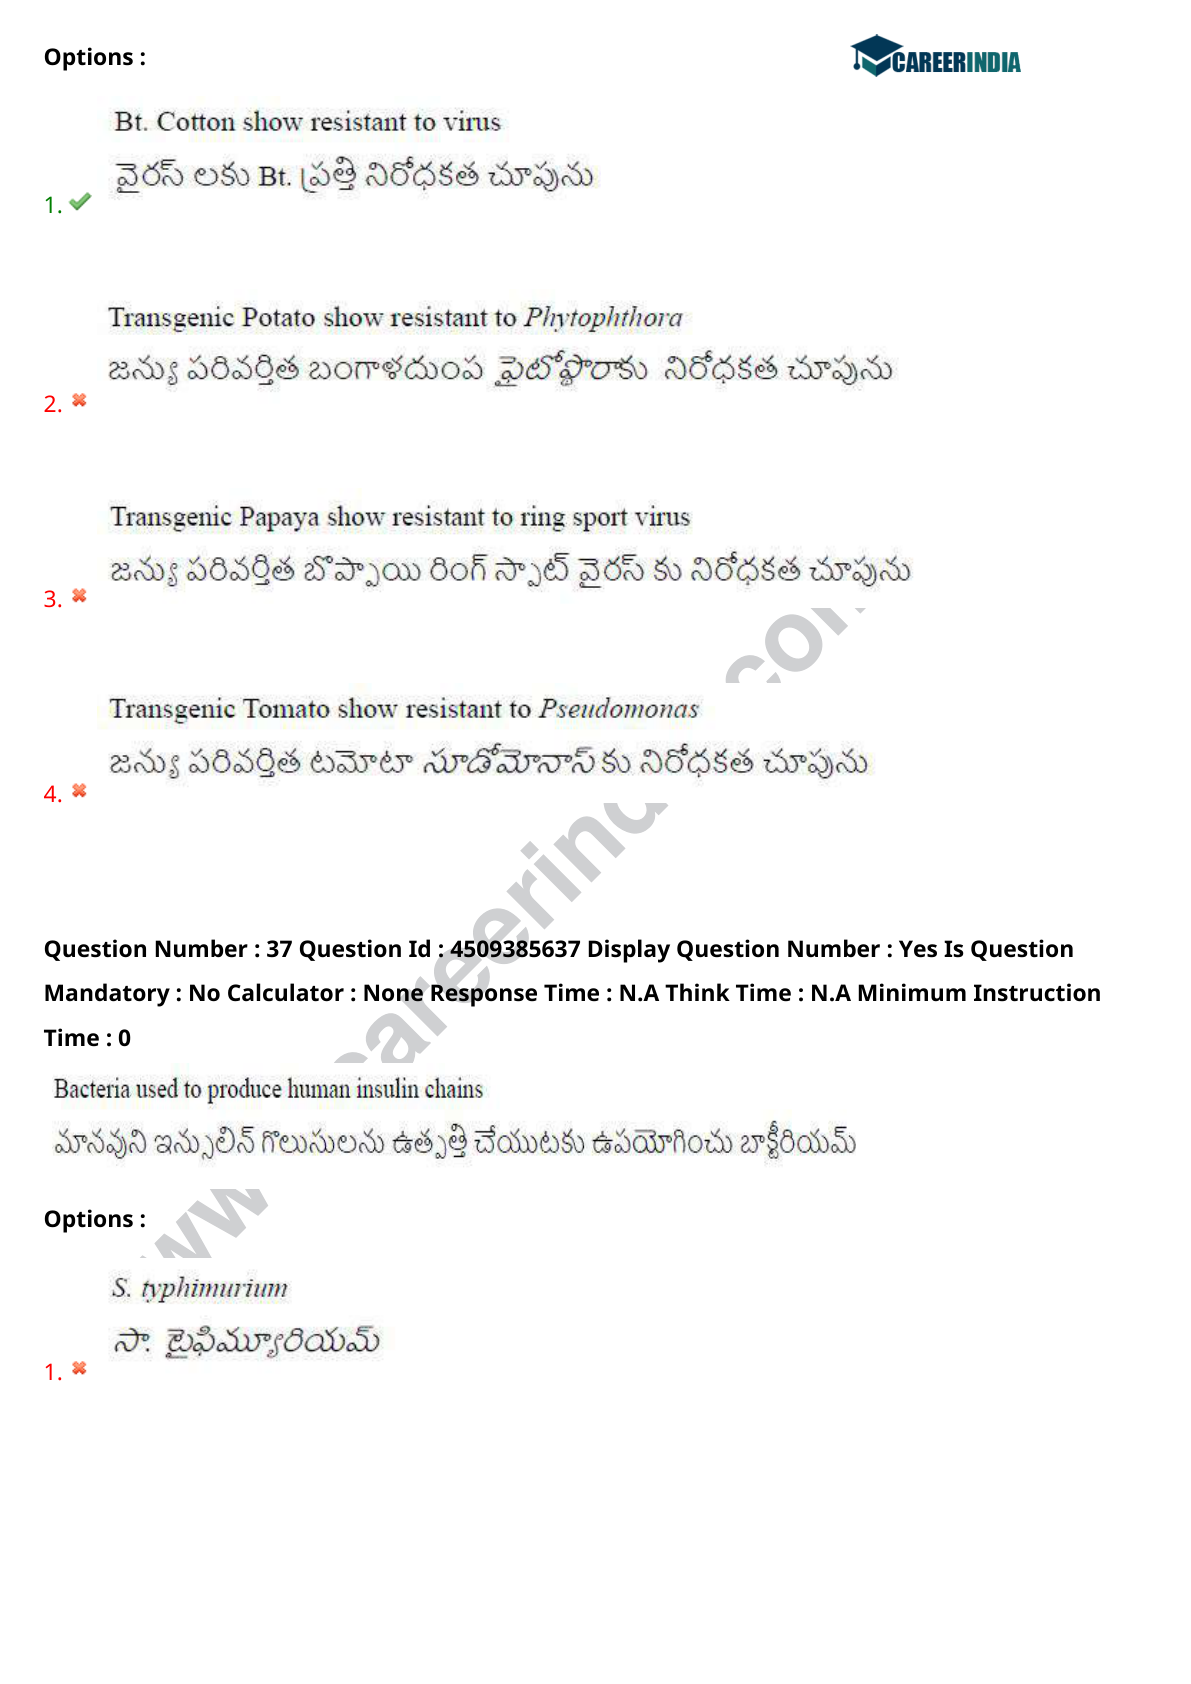 Options :
CAREERINDIA
Bt. Cotton show resistant to virus
వైరస్ లకు Bt. ప్రత్తి నిరోధకత చూపును
1.
Transgenic Potato show resistant to Phytophthora
జన్యు పరివర్తిత బంగాళదుంప ఫైటోఫ్థారాకు నిరోధకత చూపును
2.
Transgenic Papaya show resistant to ring sport virus
జన్యు పరివర్తిత బొప్పాయి రింగ్ స్పాట్ వైరస్ కు నిరోధకత చూపును
3.
Transgenic Tomato show resistant to Pseudomonas
జన్యు పరివర్తిత టమోటా సూడోమోనాస్ కు నిరోధకత చూపును
4.
Question Number : 37 Question Id : 4509385637 Display Question Number : Yes Is Question
Mandatory : No Calculator : None Response Time : N.A Think Time : N.A Minimum Instruction
Time : 0
Bacteria used to produce human insulin chains
మానవుని ఇన్సులిన్ గొలుసులను ఉత్పత్తి చేయుటకు ఉపయోగించు బాక్టీరియమ్
Options :
S. typhimurium
సా. టైఫిమ్యూరియమ్
1.